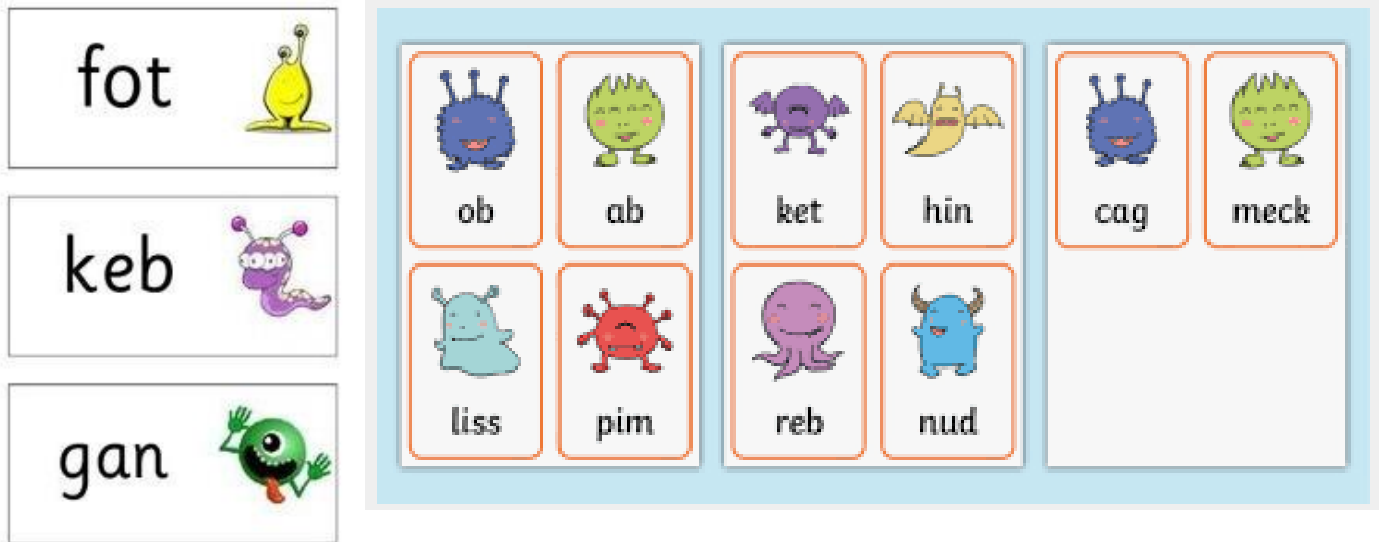 fot
keb
gan
ob ab
liss pim
ket hin
reb nud
cag meck